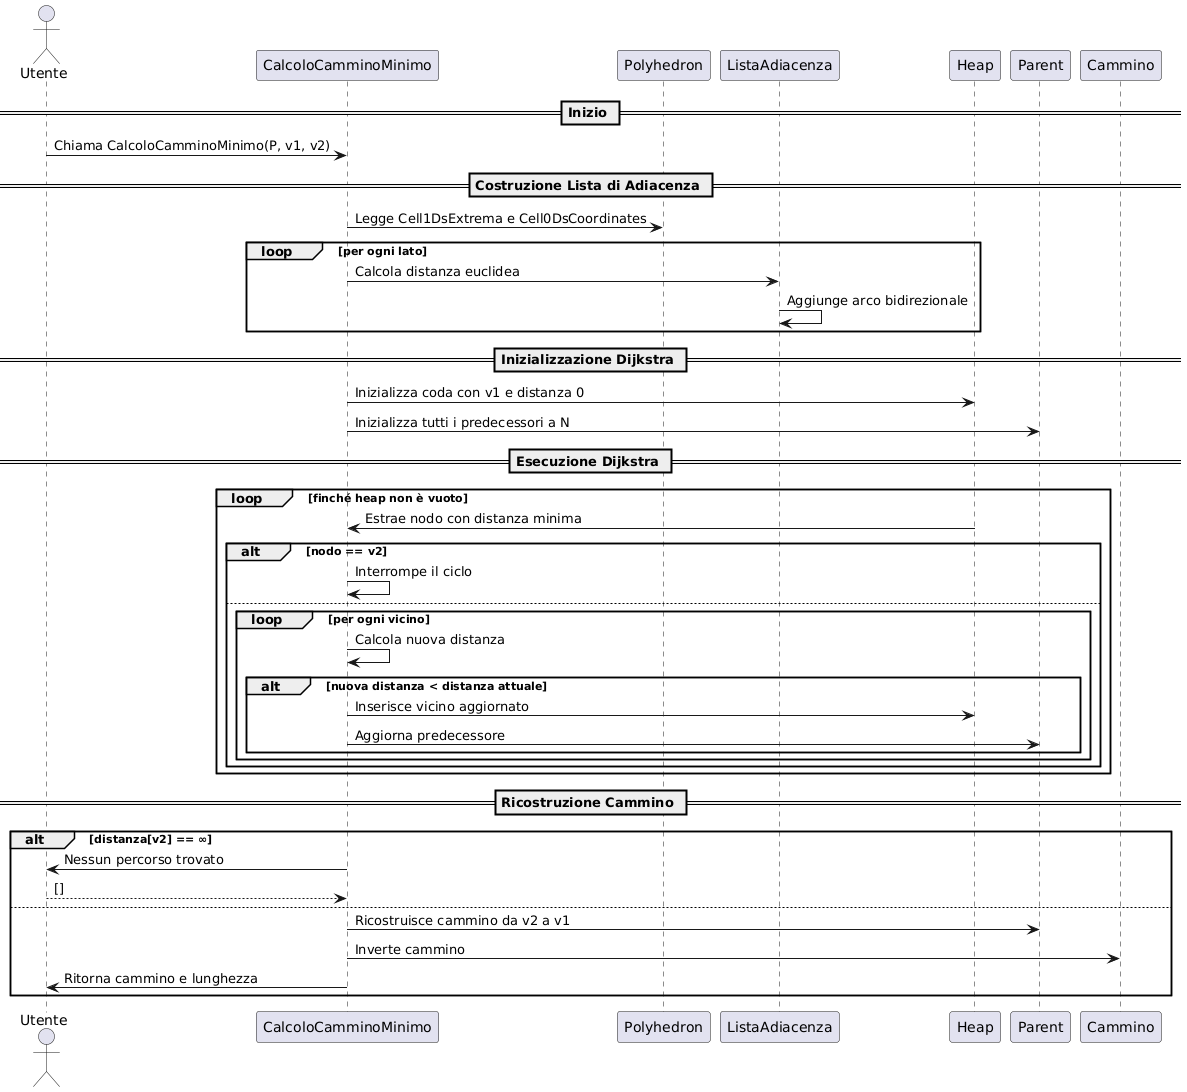 Utente
CalcoloCamminoMinimo
Polyhedron
ListaAdiacenza
Heap
Parent
Cammino
Inizio
Chiama CalcoloCamminoMinimo(P, v1, v2)
Costruzione Lista di Adiacenza
Legge Cell1DsExtrema e Cell0DsCoordinates
loop
[per ogni lato]
Calcola distanza euclidea
Aggiunge arco bidirezionale
Inizializzazione Dijkstra
Inizializza coda con v1 e distanza 0
Inizializza tutti i predecessori a N
Esecuzione Dijkstra
loop
[finché heap non è vuoto]
Estrae nodo con distanza minima
alt
[nodo == v2]
Interrompe il ciclo
loop
[per ogni vicino]
Calcola nuova distanza
alt
[nuova distanza < distanza attuale]
Inserisce vicino aggiornato
Aggiorna predecessore
Ricostruzione Cammino
alt
[distanza[v2] == ∞]
Nessun percorso trovato
[]
Ricostruisce cammino da v2 a v1
Inverte cammino
Ritorna cammino e lunghezza
Utente
CalcoloCamminoMinimo
Polyhedron
ListaAdiacenza
Heap
Parent
Cammino